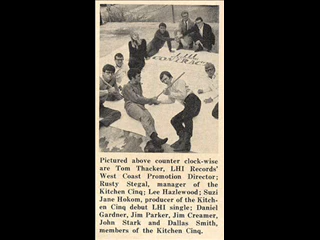 LHI
CONTRACT
Pictured above counter clock-wise
are Tom Thacker, LHI Records'
West Coast Promotion Director;
Rusty Stegal, manager of the
Kitchen Cinq; Lee Hazlewood; Suzi
Jane Hokom, producer of the Kitch-
en Cinq debut LHI single; Daniel
Gardner, Jim Parker, Jim Creamer,
John Stark and Dallas Smith,
members of the Kitchen Cinq.